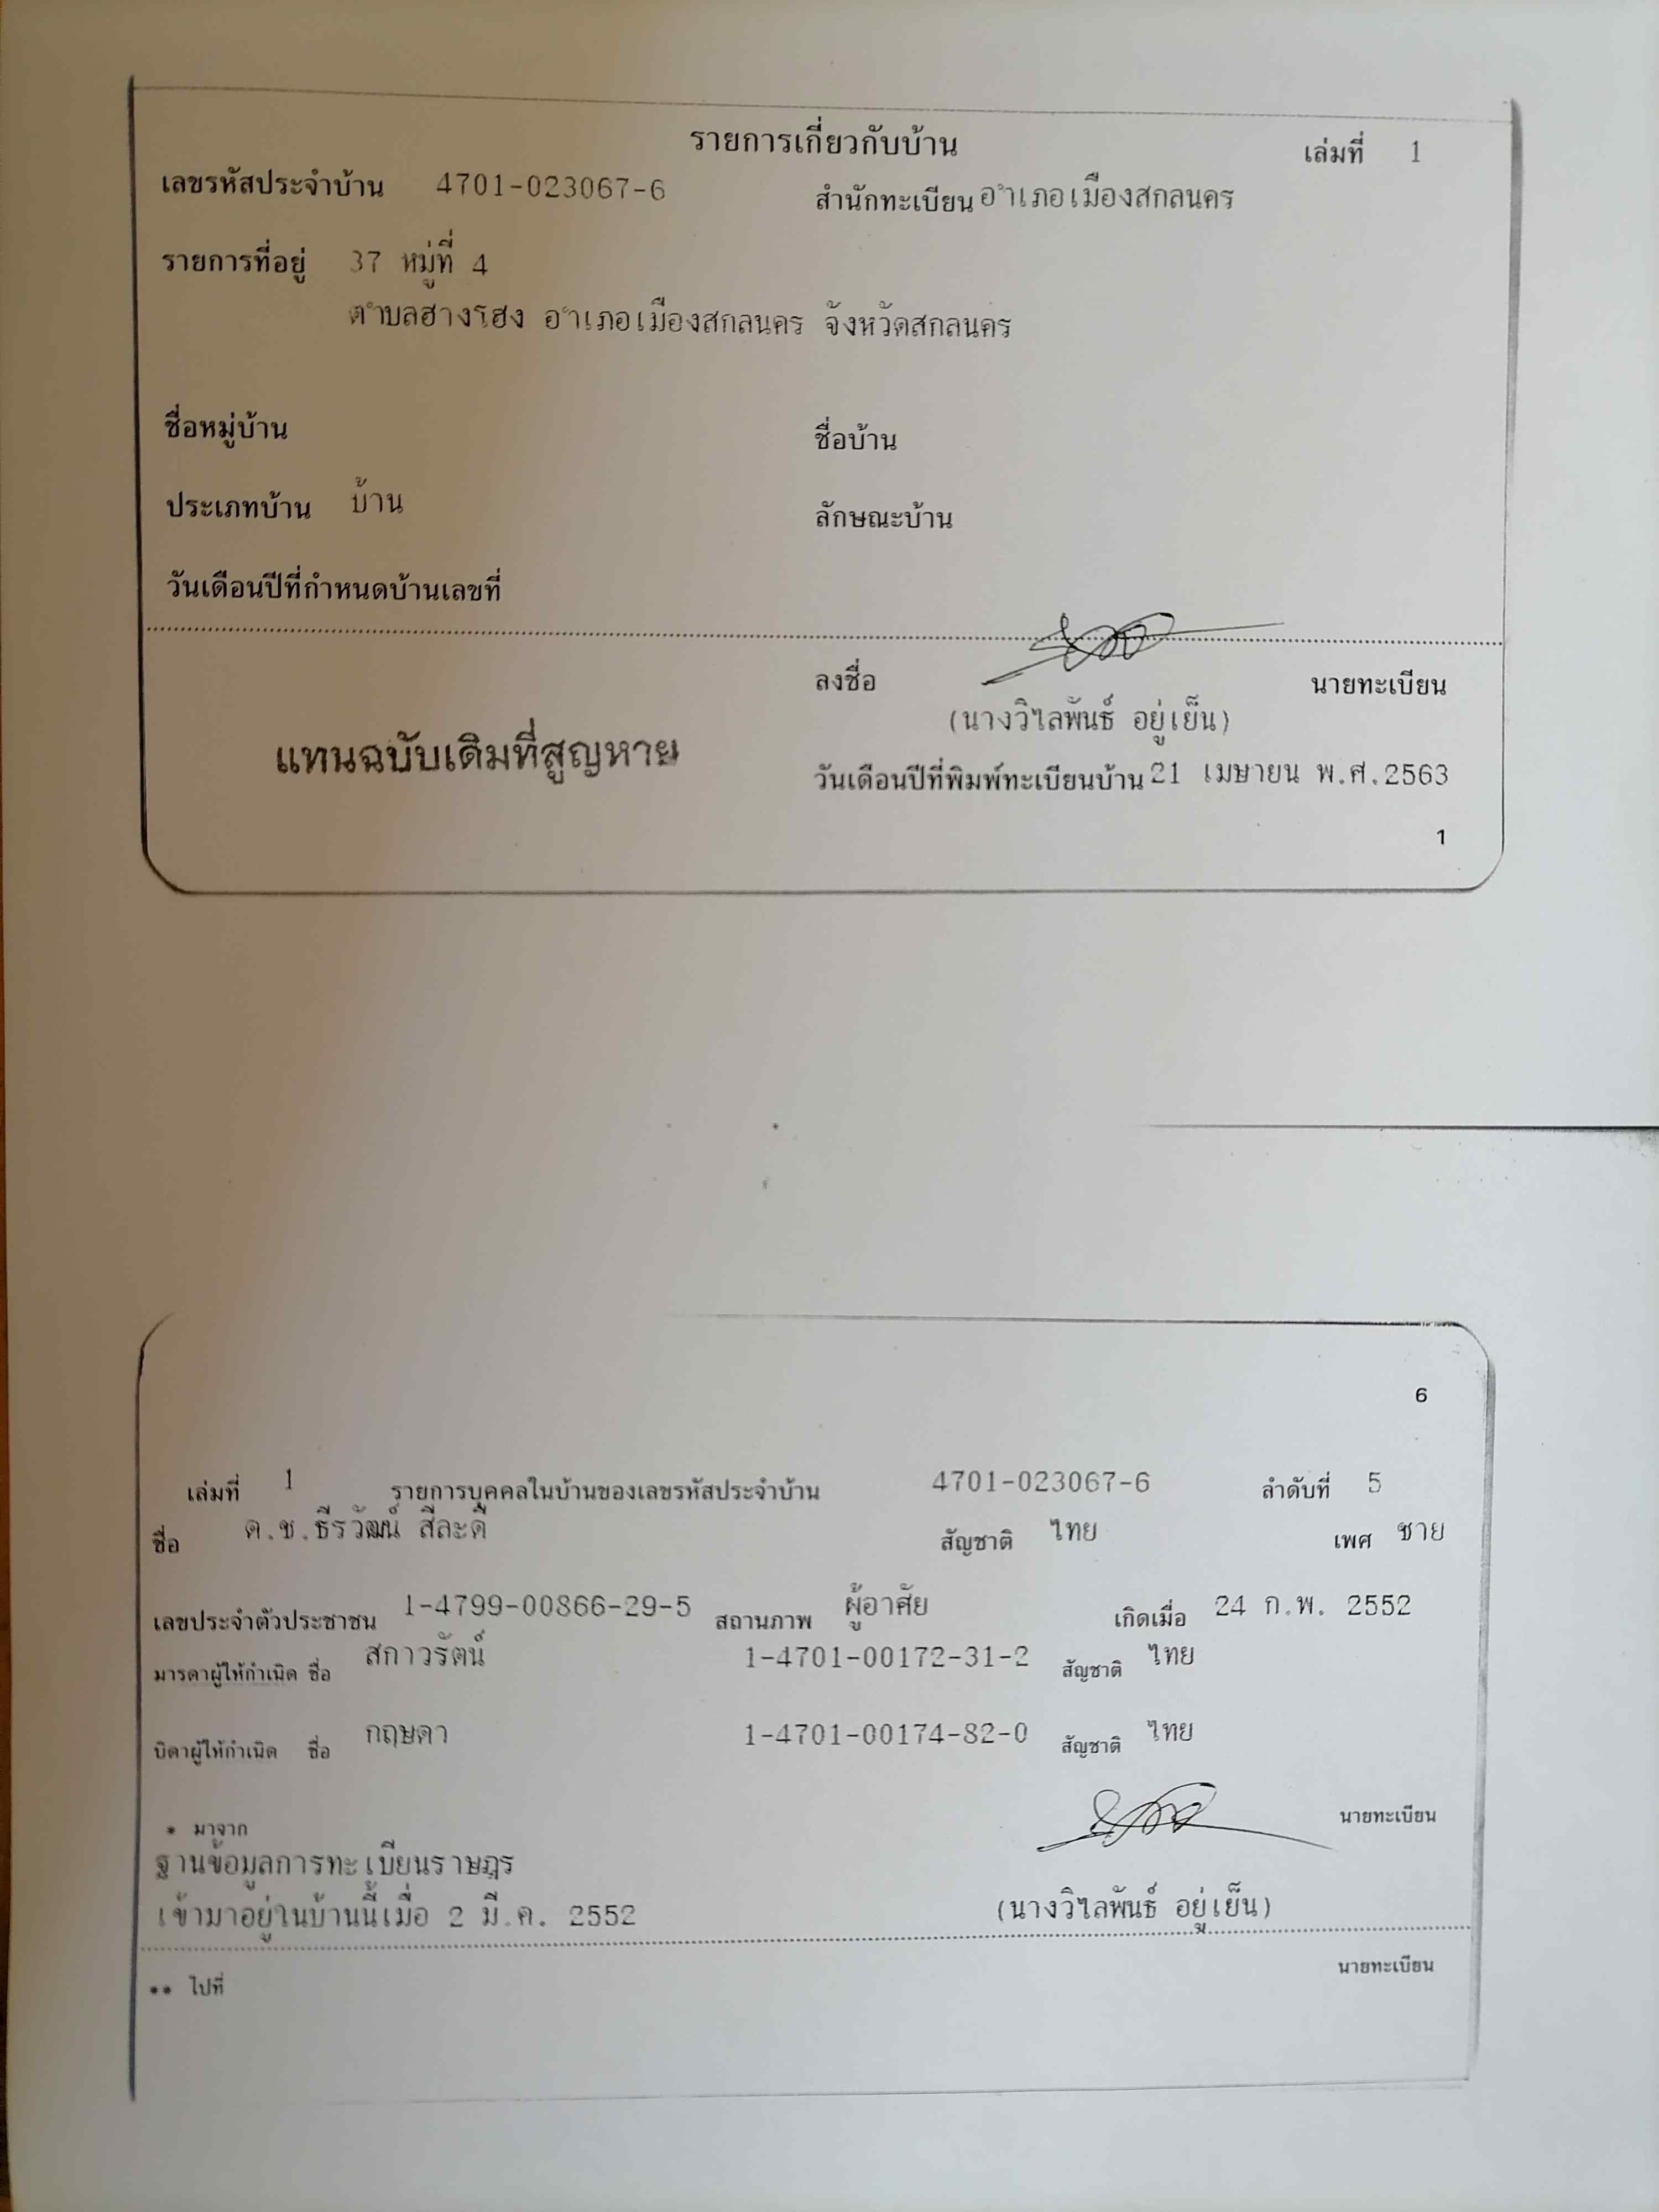 รายการเกี่ยวกับบ้าน เล่มที่ 1
เลขรหัสประจำบ้าน 4701-023067-6 สำนักทะเบียน อำเภอเมืองสกลนคร
รายการที่อยู่ 37 หมู่ที่ 4
ตำบลฮางโฮง อำเภอเมืองสกลนคร จังหวัดสกลนคร
ชื่อหมู่บ้าน ชื่อบ้าน
ประเภทบ้าน บ้าน ลักษณะบ้าน
วันเดือนปีที่กำหนดบ้านเลขที่
ลงชื่อ นายทะเบียน
(นางวิไลพันธ์ อยู่เย็น)
แทนฉบับเดิมที่สูญหาย
วันเดือนปีที่พิมพ์ทะเบียนบ้าน 21 เมษายน พ.ศ.2563
1
6
เล่มที่ 1 รายการบุคคลในบ้านของเลขรหัสประจำบ้าน 4701-023067-6 ลำดับที่ 5
ชื่อ ด.ช.ธีรวัฒน์ สีละดี สัญชาติ ไทย เพศ ชาย
เลขประจำตัวประชาชน 1-4799-00866-29-5 สถานภาพ ผู้อาศัย เกิดเมื่อ 24 ก.พ. 2552
มารดาผู้ให้กำเนิด ชื่อ สกาวรัตน์ 1-4701-00172-31-2 สัญชาติ ไทย
บิดาผู้ให้กำเนิด ชื่อ กฤษดา 1-4701-00174-82-0 สัญชาติ ไทย
* มาจาก นายทะเบียน
ฐานข้อมูลการทะเบียนราษฎร
เข้ามาอยู่ในบ้านนี้เมื่อ 2 มี.ค. 2552 (นางวิไลพันธ์ อยู่เย็น)
** ไปที่ นายทะเบียน